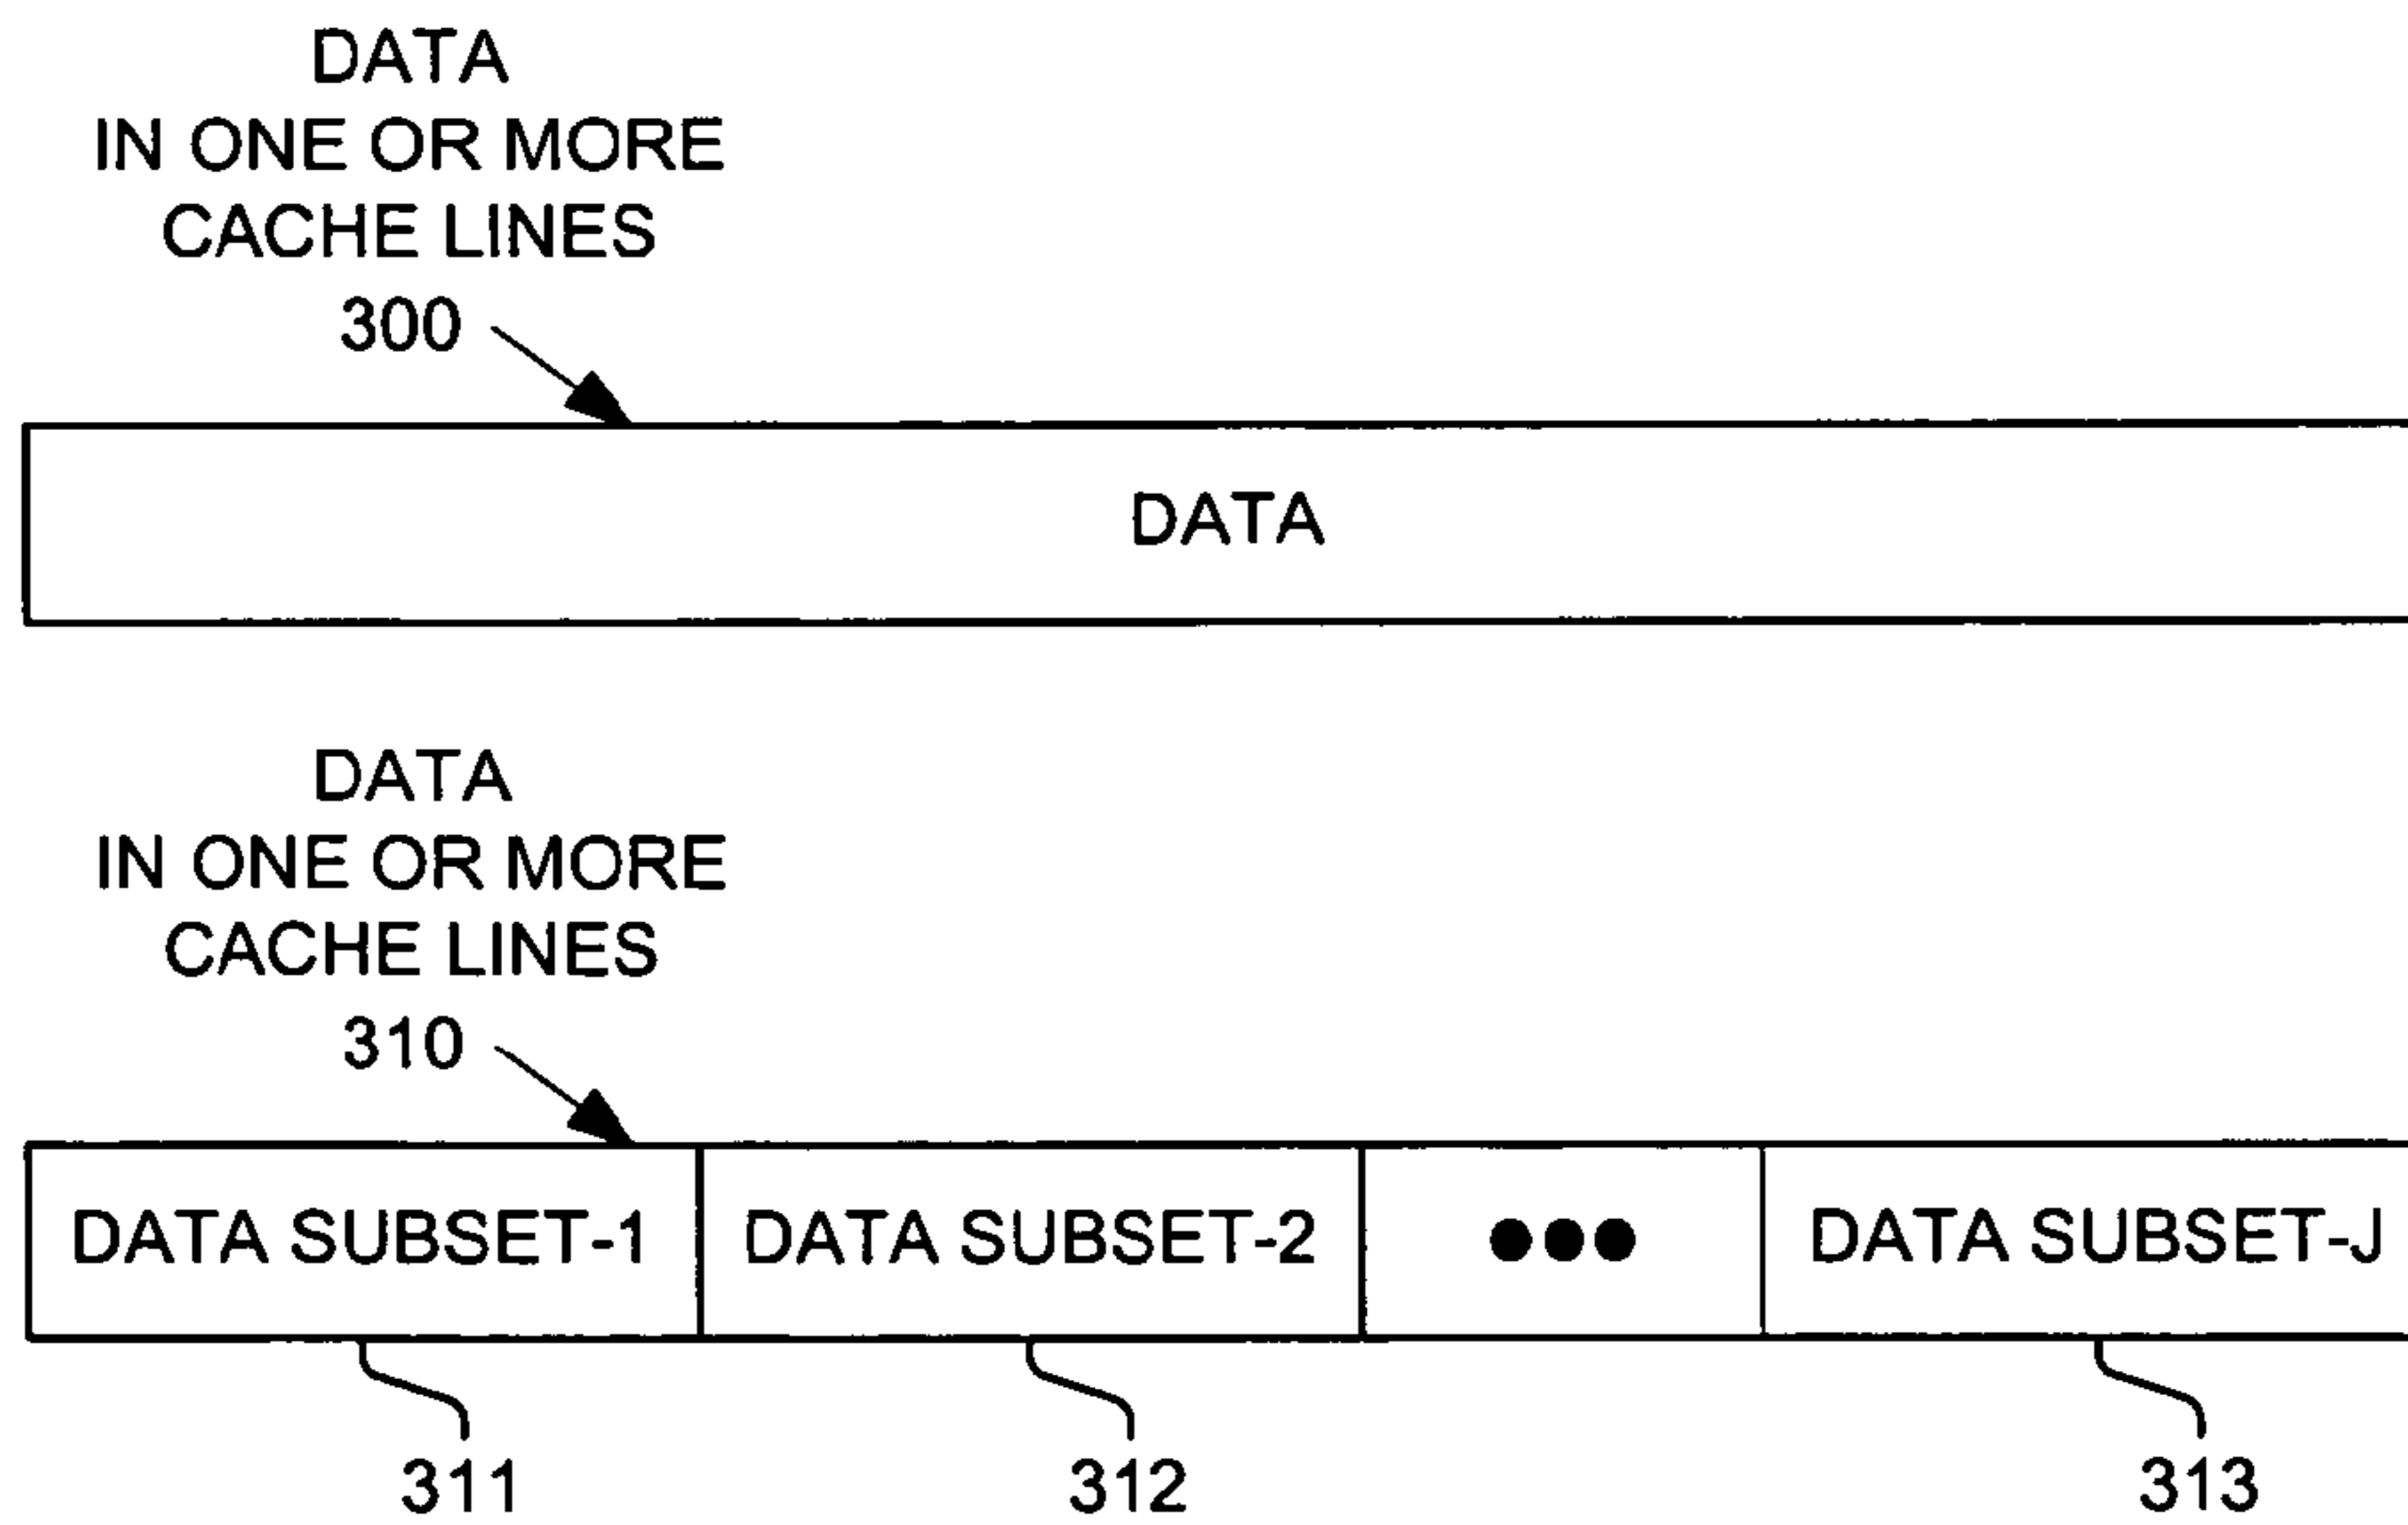 DATA
IN ONE OR MORE
CACHE LINES
300
DATA
DATA
IN ONE OR MORE
CACHE LINES
310
DATA SUBSET-1 DATA SUBSET-2 ●●● DATA SUBSET-J
311 312 313